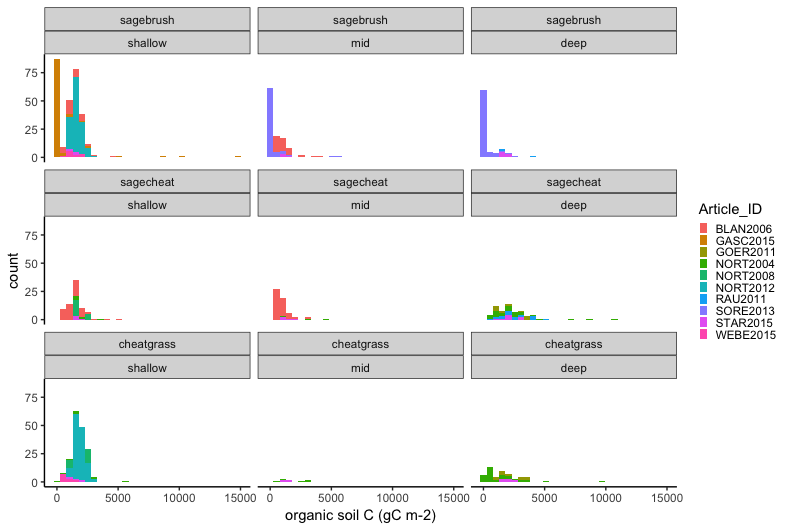 sagebrush sagebrush sagebrush
shallow mid deep
75
50
25
0
sagecheat sagecheat sagecheat
shallow mid deep
75
50
25
0
cheatgrass cheatgrass cheatgrass
shallow mid deep
75
50
25
0
0 5000 10000 15000 0 5000 10000 15000 0 5000 10000 15000
organic soil C (gC m-2)
count
Article_ID
BLAN2006
GASC2015
GOER2011
NORT2004
NORT2008
NORT2012
RAU2011
SORE2013
STAR2015
WEBE2015